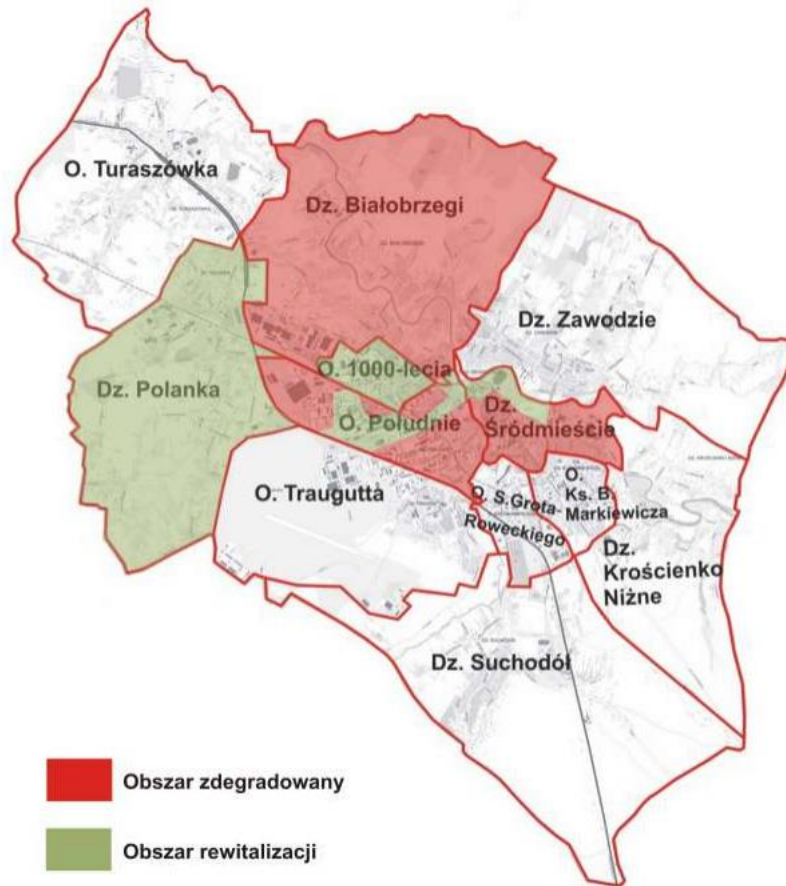 O. Turaszówka
Dz. Białobrzegi
Dz. Zawodzie
O. 1000-lecia
Dz. Polanka
O. Południe
Dz.
Śródmieście
O. Traugutta
O. S.Grota-
Roweckiego
O.
Ks. B.
Markiewicza
Dz.
Krościenko
Niżne
Dz. Suchodół
Obszar zdegradowany
Obszar rewitalizacji